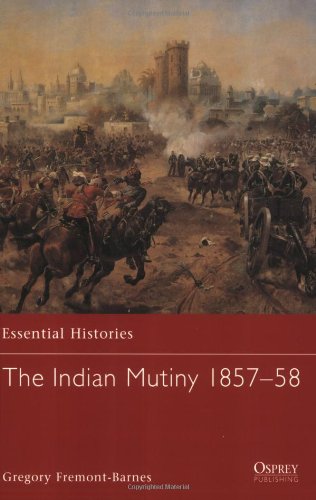 Essential Histories
The Indian Mutiny 1857–58
Gregory Fremont-Barnes
OSPREY
PUBLISHING